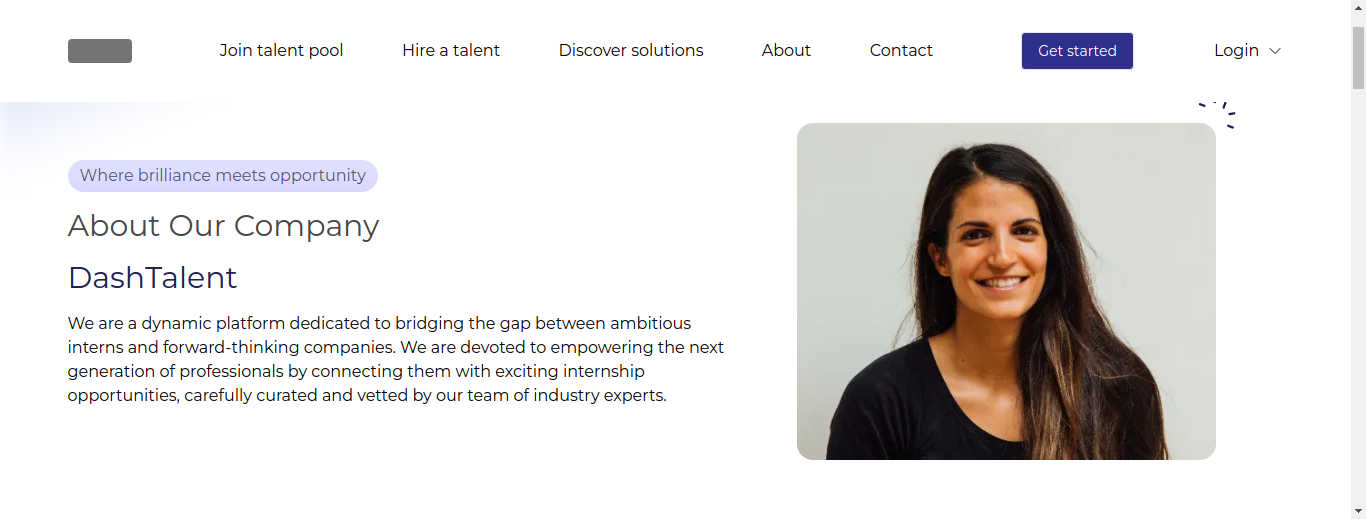 Join talent pool Hire a talent Discover solutions About Contact Get started Login
Where brilliance meets opportunity
About Our Company
DashTalent
We are a dynamic platform dedicated to bridging the gap between ambitious
interns and forward-thinking companies. We are devoted to empowering the next
generation of professionals by connecting them with exciting internship
opportunities, carefully curated and vetted by our team of industry experts.